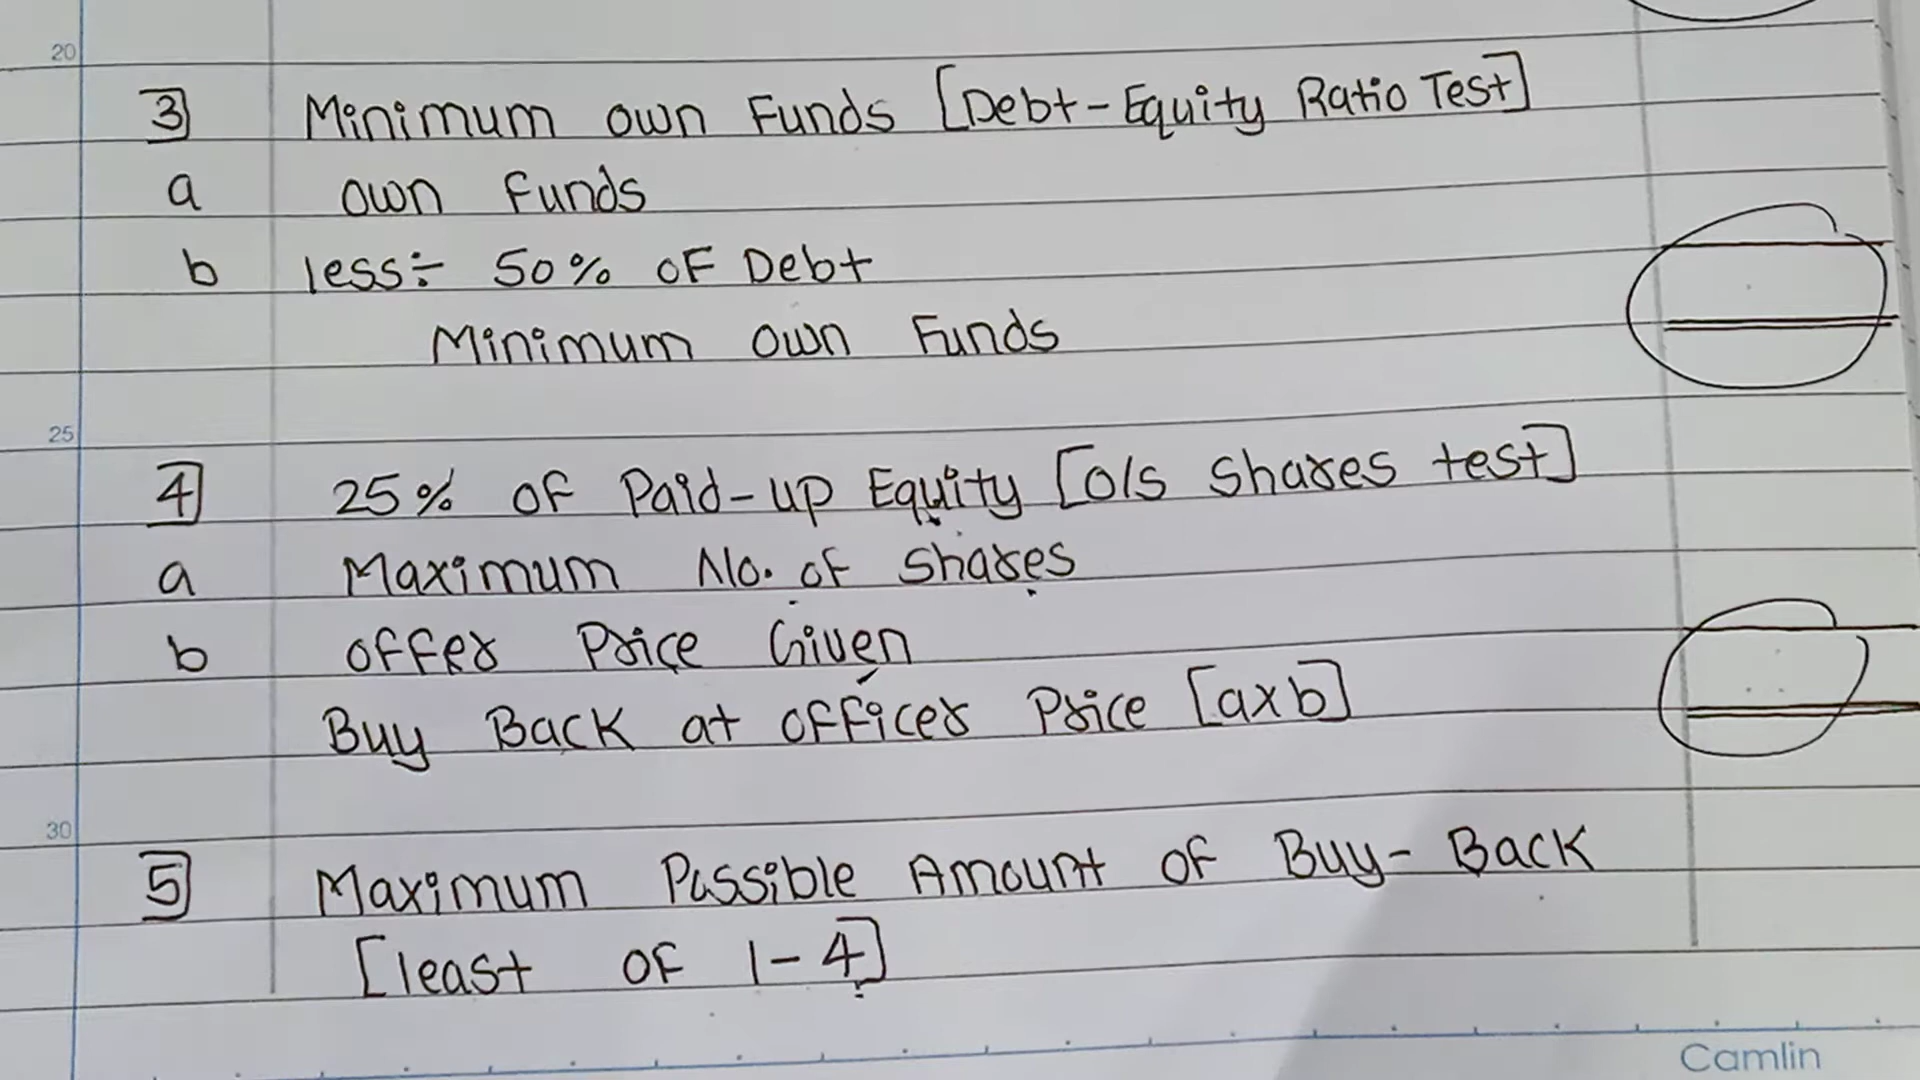 20
3 Minimum own Funds [Debt-Equity Ratio Test]
a own Funds
b less÷ 50% OF Debt
Minimum own Funds
25
4 25% OF Paid-up Equity [O/S Shares test]
a Maximum No. of Shares
b OFFER Price Given
Buy Back at OFFicer Price [axb]
30
5 Maximum Possible Amount OF Buy-Back
[least OF 1-4]
Camlin